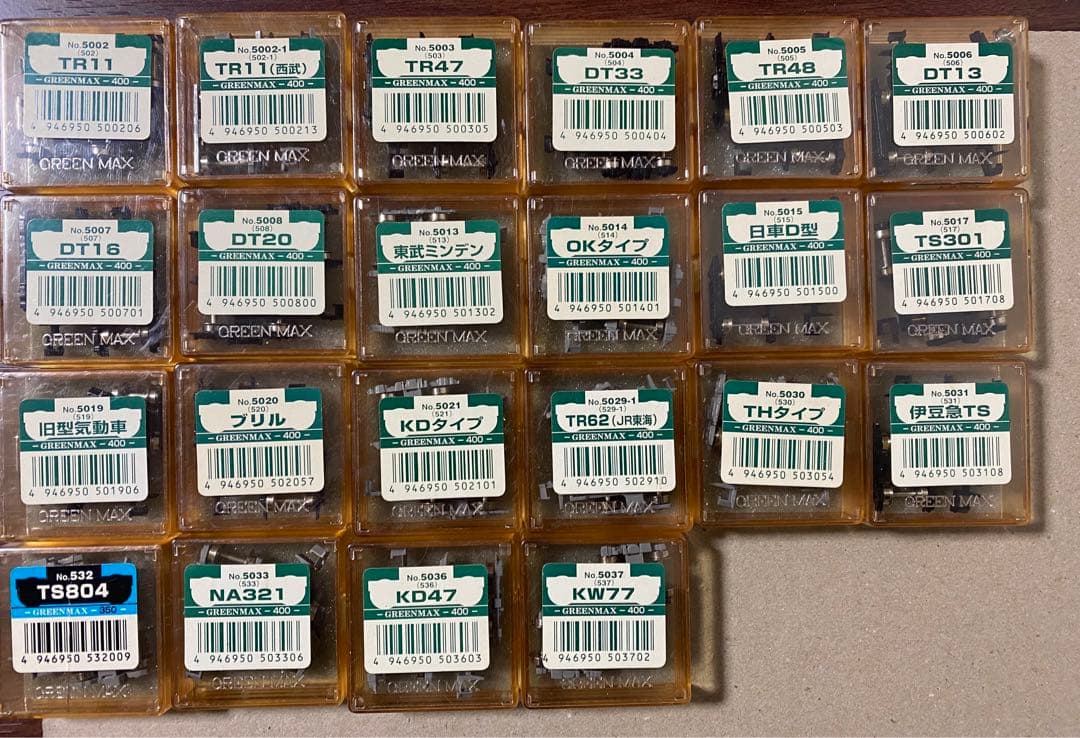 No.5002
(502)
TR11
GREENMAX 400
4 946950 500206
GREEN MAX
No.5002-1
(502-1)
TR11(西武)
GREENMAX 400
4 946950 500213
GREEN MAX
No.5003
(503)
TR47
GREENMAX 400
4 946950 500305
GREEN MAX
No.5004
(504)
DT33
GREENMAX 400
4 946950 500404
GREEN MAX
No.5005
(505)
TR48
GREENMAX 400
4 946950 500503
GREEN MAX
No.5006
(506)
DT13
GREENMAX 400
4 946950 500602
GREEN MAX
No.5007
(507)
DT16
GREENMAX 400
4 946950 500701
GREEN MAX
No.5008
(508)
DT20
GREENMAX 400
4 946950 500800
GREEN MAX
No.5013
(513)
東武ミンデン
GREENMAX 400
4 946950 501302
GREEN MAX
No.5014
(514)
OKタイプ
GREENMAX 400
4 946950 501401
GREEN MAX
No.5015
(515)
日車D型
GREENMAX 400
4 946950 501500
GREEN MAX
No.5017
(517)
TS301
GREENMAX 400
4 946950 501708
GREEN MAX
No.5019
(519)
旧型気動車
GREENMAX 400
4 946950 501906
GREEN MAX
No.5020
(520)
ブリル
GREENMAX 400
4 946950 502057
GREEN MAX
No.5021
(521)
KDタイプ
GREENMAX 400
4 946950 502101
GREEN MAX
No.5029-1
(529-1)
TR62(JR東海)
GREENMAX 400
4 946950 502910
GREEN MAX
No.5030
(530)
THタイプ
GREENMAX 400
4 946950 503054
GREEN MAX
No.5031
(531)
伊豆急TS
GREENMAX 400
4 946950 503108
GREEN MAX
No.532
TS804
GREENMAX 350
4 946950 532009
GREEN MAX
No.5033
(533)
NA321
GREENMAX 400
4 946950 503306
GREEN MAX
No.5036
(536)
KD47
GREENMAX 400
4 946950 503603
GREEN MAX
No.5037
(537)
KW77
GREENMAX 400
4 946950 503702
GREEN MAX